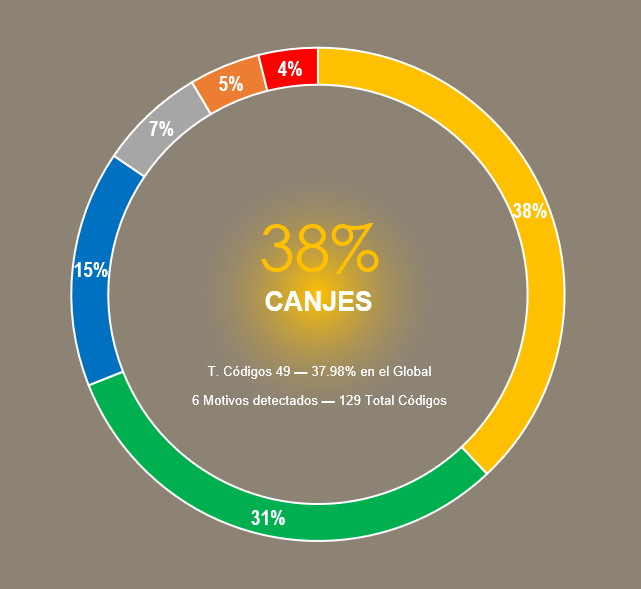 4%
5%
7%
38%
38%
CANJES
15%
T. Códigos 49 — 37.98% en el Global
6 Motivos detectados — 129 Total Códigos
31%